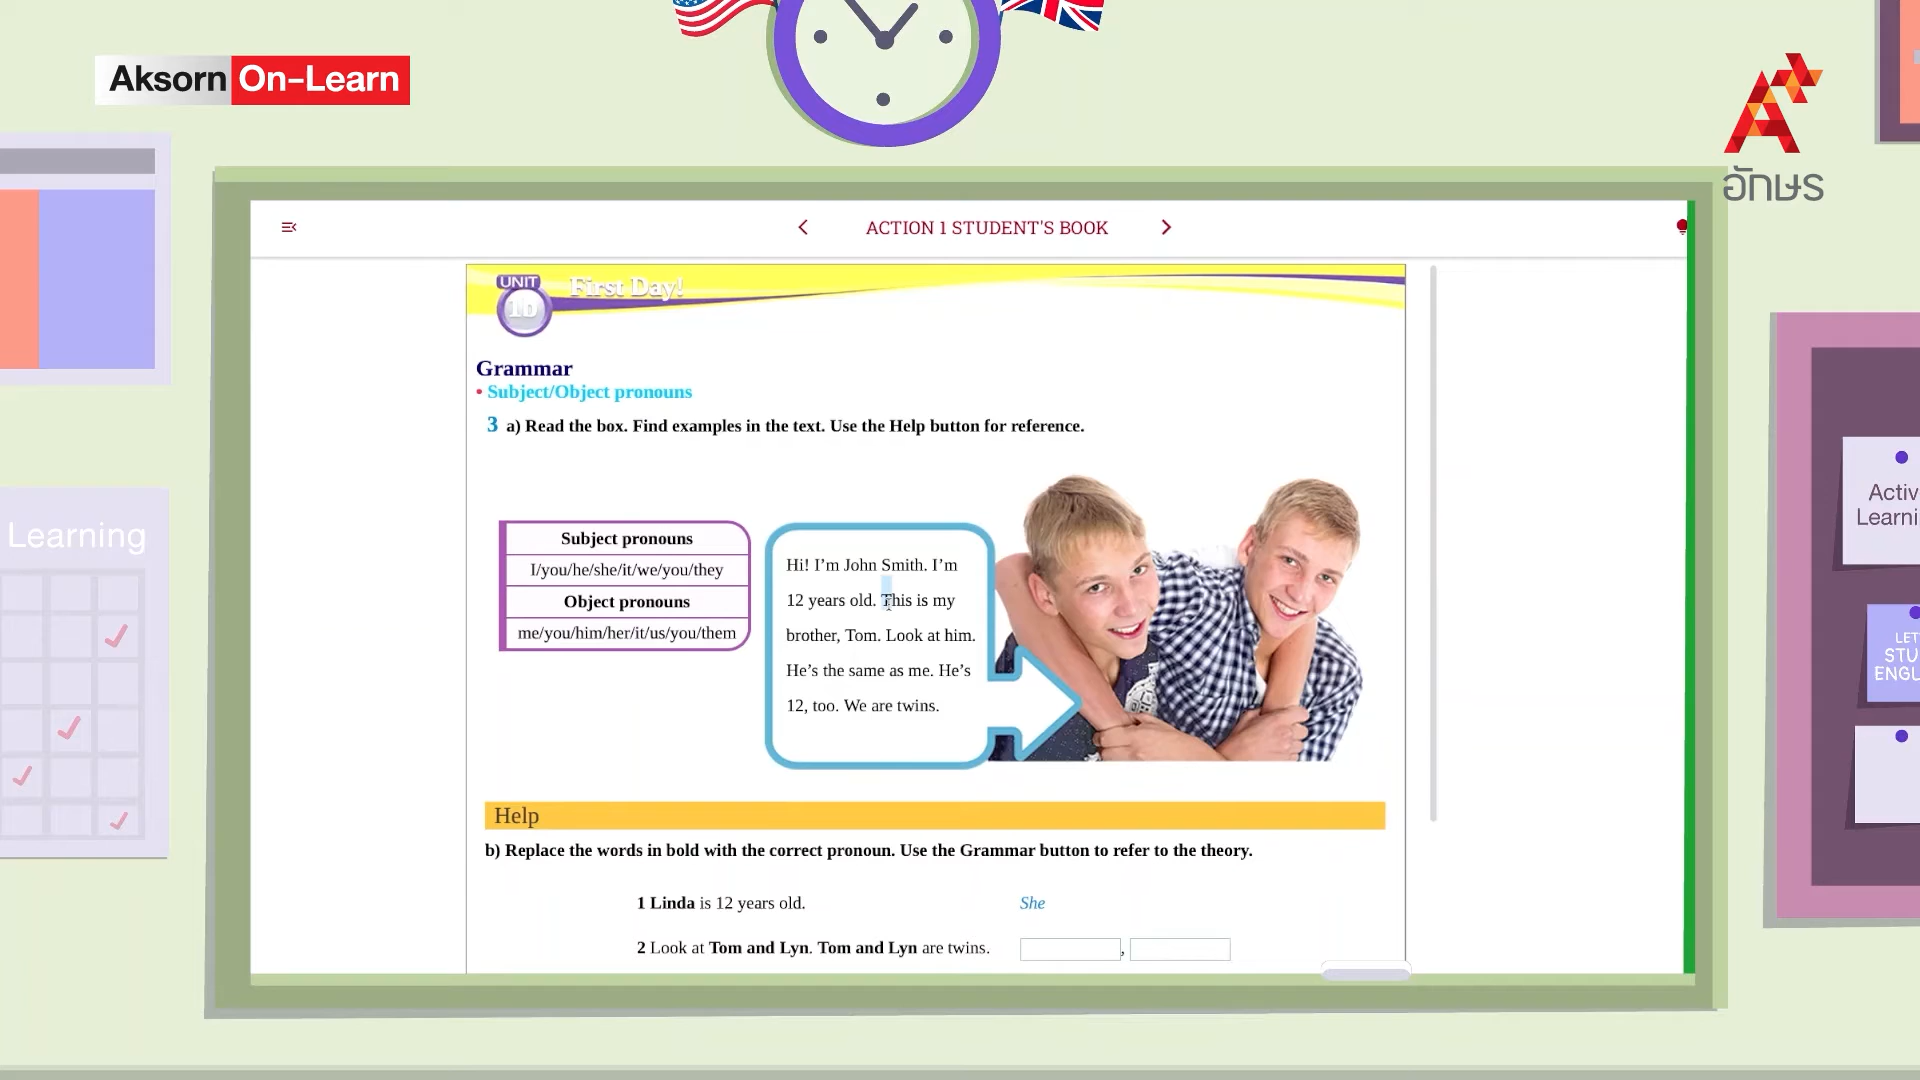 Aksorn On-Learn
อักษร
ACTION 1 STUDENT'S BOOK
UNIT
1b
First Day!
Grammar
• Subject/Object pronouns
3 a) Read the box. Find examples in the text. Use the Help button for reference.
Subject pronouns
I/you/he/she/it/we/you/they
Object pronouns
me/you/him/her/it/us/you/them
Hi! I’m John Smith. I’m
12 years old. This is my
brother, Tom. Look at him.
He’s the same as me. He’s
12, too. We are twins.
Help
b) Replace the words in bold with the correct pronoun. Use the Grammar button to refer to the theory.
1 Linda is 12 years old. She
2 Look at Tom and Lyn. Tom and Lyn are twins. ,
Learning
Activ
Learni
LET
STU
ENGL